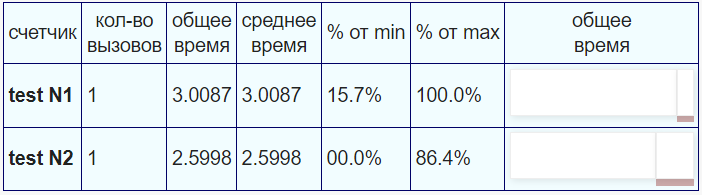 счетчик кол-во вызовов общее время среднее время % от min % от max общее время
test N1 1 3.0087 3.0087 15.7% 100.0%
test N2 1 2.5998 2.5998 00.0% 86.4%